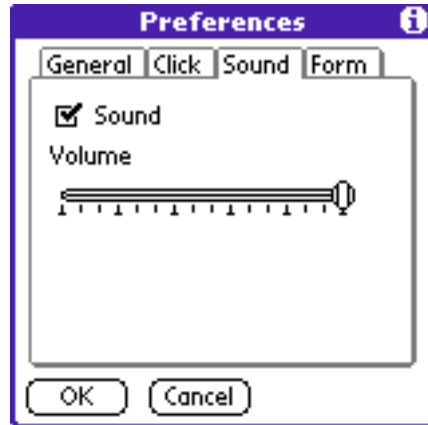 Preferences i
General Click Sound Form
Sound
Volume
OK Cancel